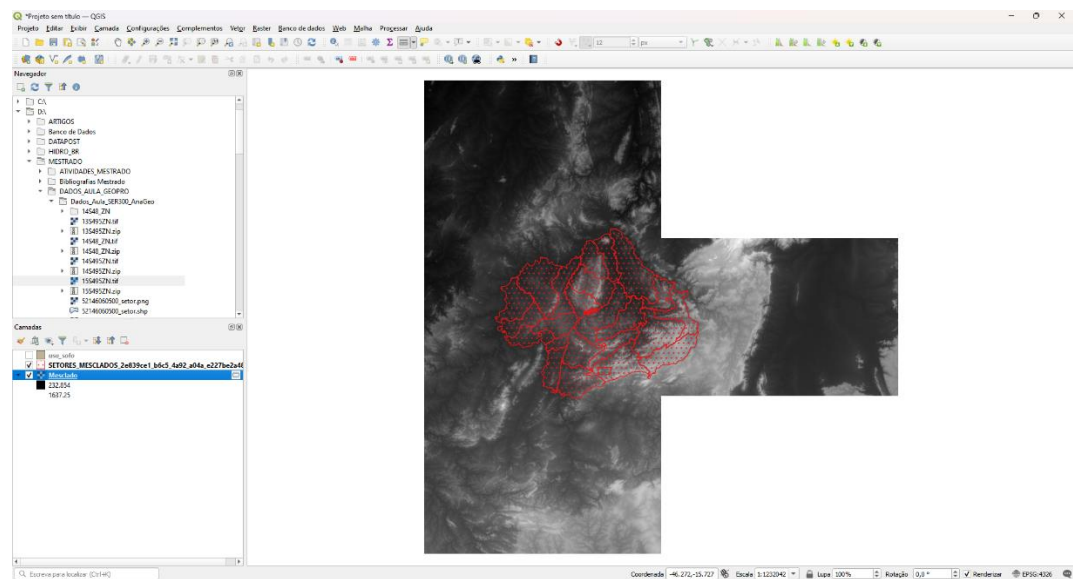 *Projeto sem título — QGIS
Projeto Editar Exibir Camada Configurações Complementos Vetor Raster Banco de dados Web Malha Processar Ajuda
12 px
Navegador
C:\
D:\
ARTIGOS
Banco de Dados
DATAPOST
HIDRO_BR
MESTRADO
ATIVIDADES_MESTRADO
Bibliografias Mestrado
DADOS_AULA_GEOPRO
Dados_Aula_SER300_AnaGeo
14S48_ZN
13S495ZN.tif
13S495ZN.zip
14S48_ZN.tif
14S48_ZN.zip
14S495ZN.tif
14S495ZN.zip
15S495ZN.tif
15S495ZN.zip
52146060500_setor.png
52146060500_setor.shp
Camadas
uso_solo
SETORES_MESCLADOS_2e839ce1_b6c5_4a92_a04a_e227be2a48
Mesclado
232.854
1637.25
Escreva para localizar (Ctrl+K) Coordenada -46.272,-15.727 Escala 1:1232042 Lupa 100% Rotação 0,0 ° Renderizar EPSG:4326